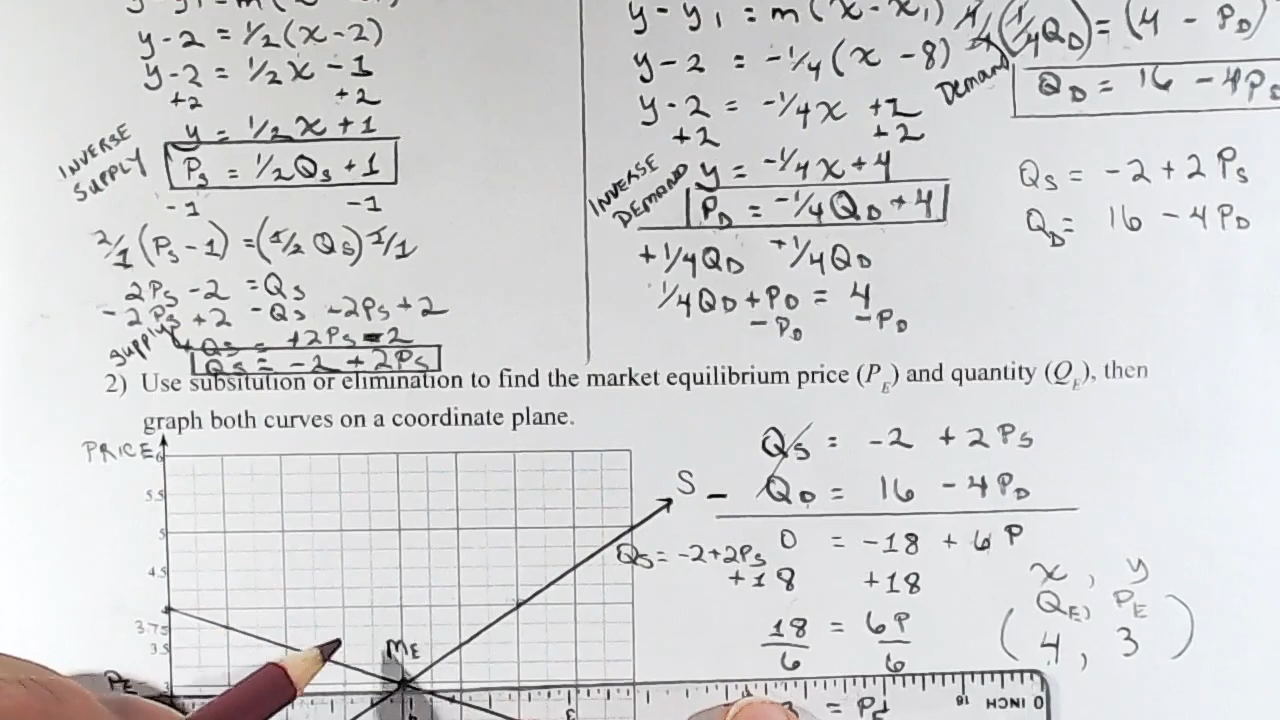 y - 2 = 1/2(x - 2)
y - 2 = 1/2x - 1
+2 +2
y = 1/2x + 1
INVERSE SUPPLY
Ps = 1/2Qs + 1
-1 -1
2/1(Ps - 1) = (1/2 Qs)2/1
2Ps - 2 = Qs
-2Ps + 2 -Qs -2Ps + 2
Supply
Qs = +2Ps - 2
Qs = -2 + 2Ps
y - y1 = m(x - x1)
y - 2 = -1/4(x - 8)
y - 2 = -1/4x + 2
+2 +2
y = -1/4x + 4
INVERSE DEMAND
PD = -1/4QD + 4
+1/4QD +1/4QD
1/4QD + PD = 4
-PD -PD
(1/4QD) = (4 - PD)
Demand
QD = 16 - 4P
Qs = -2 + 2Ps
QD = 16 - 4PD
2) Use subsitution or elimination to find the market equilibrium price (PE) and quantity (QE), then
graph both curves on a coordinate plane.
PRICE
6
5.5
5
4.5
3.75
3.5
PE
ME
S
Qs = -2+2Ps
Qs = -2 + 2Ps
- QD = 16 - 4PD
0 = -18 + 6P
+18 +18
18 = 6P
6 6
x, y
QE, PE
(4, 3)
0 INCH
16